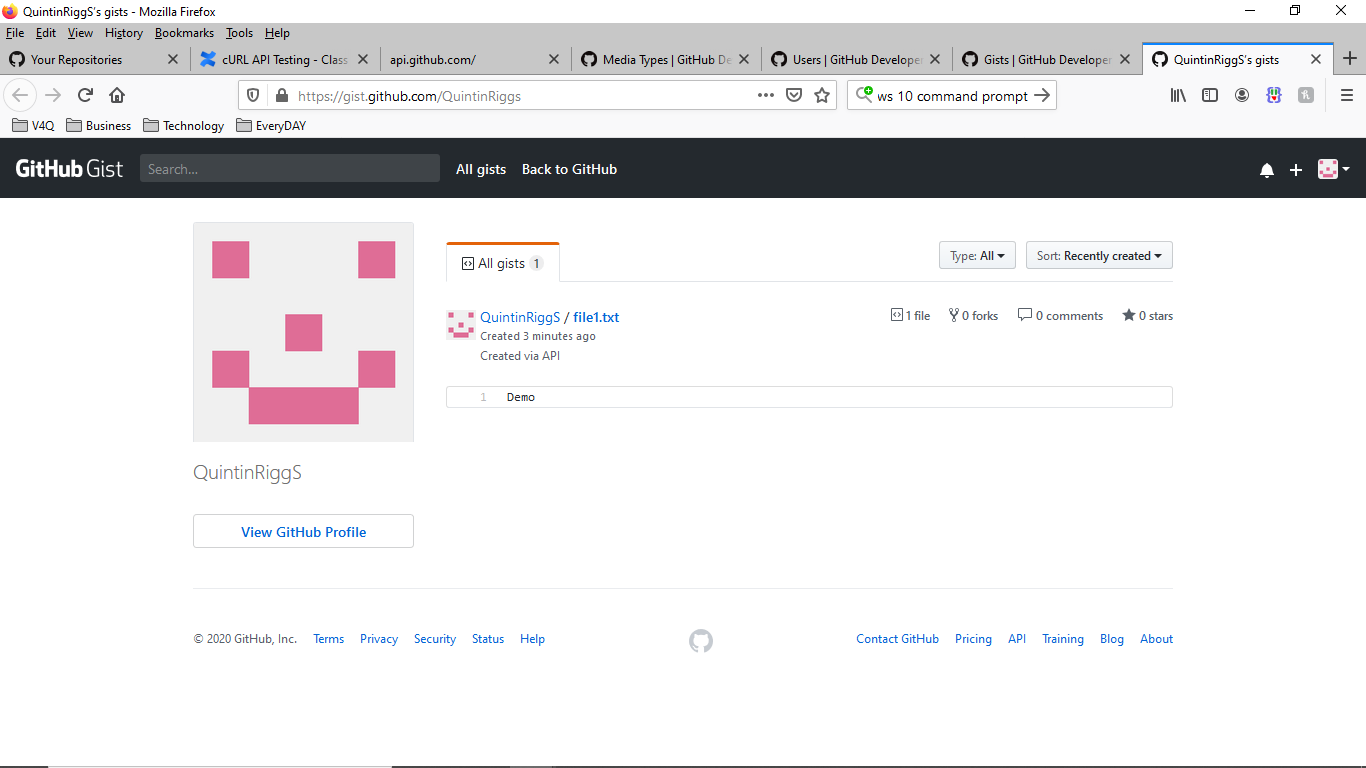 QuintinRiggS's gists - Mozilla Firefox
File Edit View History Bookmarks Tools Help
Your Repositories
cURL API Testing - Class
api.github.com/
Media Types | GitHub De
Users | GitHub Developer
Gists | GitHub Developer
QuintinRiggS's gists
https://gist.github.com/QuintinRiggs
ws 10 command prompt
V4Q Business Technology EveryDAY
GitHub Gist Search... All gists Back to GitHub
All gists 1
Type: All Sort: Recently created
QuintinRiggS / file1.txt
1 file 0 forks 0 comments 0 stars
Created 3 minutes ago
Created via API
1 Demo
QuintinRiggS
View GitHub Profile
© 2020 GitHub, Inc. Terms Privacy Security Status Help
Contact GitHub Pricing API Training Blog About